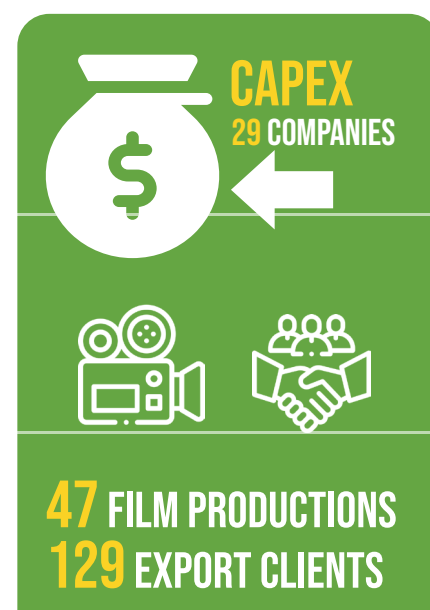 CAPEX
29 COMPANIES
$
47 FILM PRODUCTIONS
129 EXPORT CLIENTS